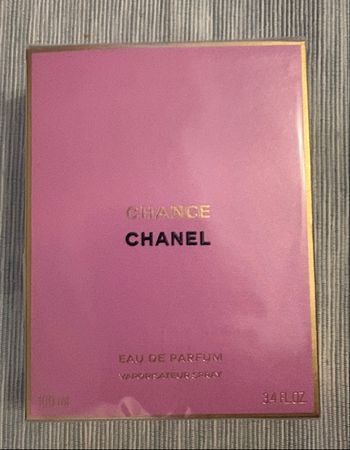 CHANCE
CHANEL
EAU DE PARFUM
VAPORISATEUR SPRAY
100 ml 3.4 FL.OZ.